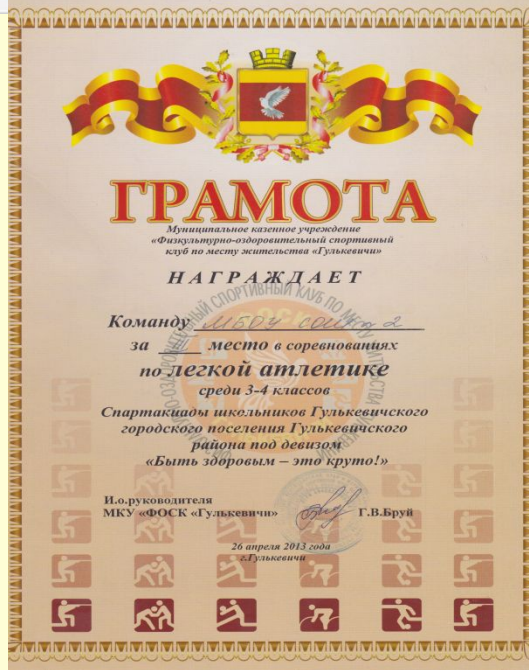 ГРАМОТА
Муниципальное казенное учреждение
«Физкультурно-оздоровительный спортивный
клуб по месту жительства «Гулькевичи»
НАГРАЖДАЕТ
Команду МБОУ СОШ № 2
за место в соревнованиях
по легкой атлетике
среди 3-4 классов
Спартакиады школьников Гулькевичского
городского поселения Гулькевичского
района под девизом
«Быть здоровым – это круто!»
И.о.руководителя
МКУ «ФОСК «Гулькевичи» Г.В.Бруй
26 апреля 2013 года
г.Гулькевичи